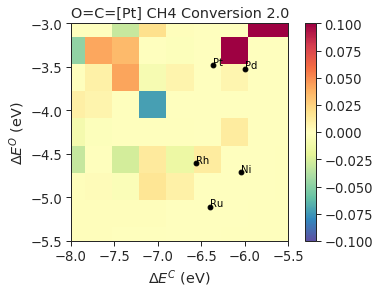 O=C=[Pt] CH4 Conversion 2.0
−3.0
−3.5
−4.0
−4.5
−5.0
−5.5
ΔE^O (eV)
−8.0 −7.5 −7.0 −6.5 −6.0 −5.5
ΔE^C (eV)
Pt
Pd
Rh
Ni
Ru
0.100
0.075
0.050
0.025
0.000
−0.025
−0.050
−0.075
−0.100